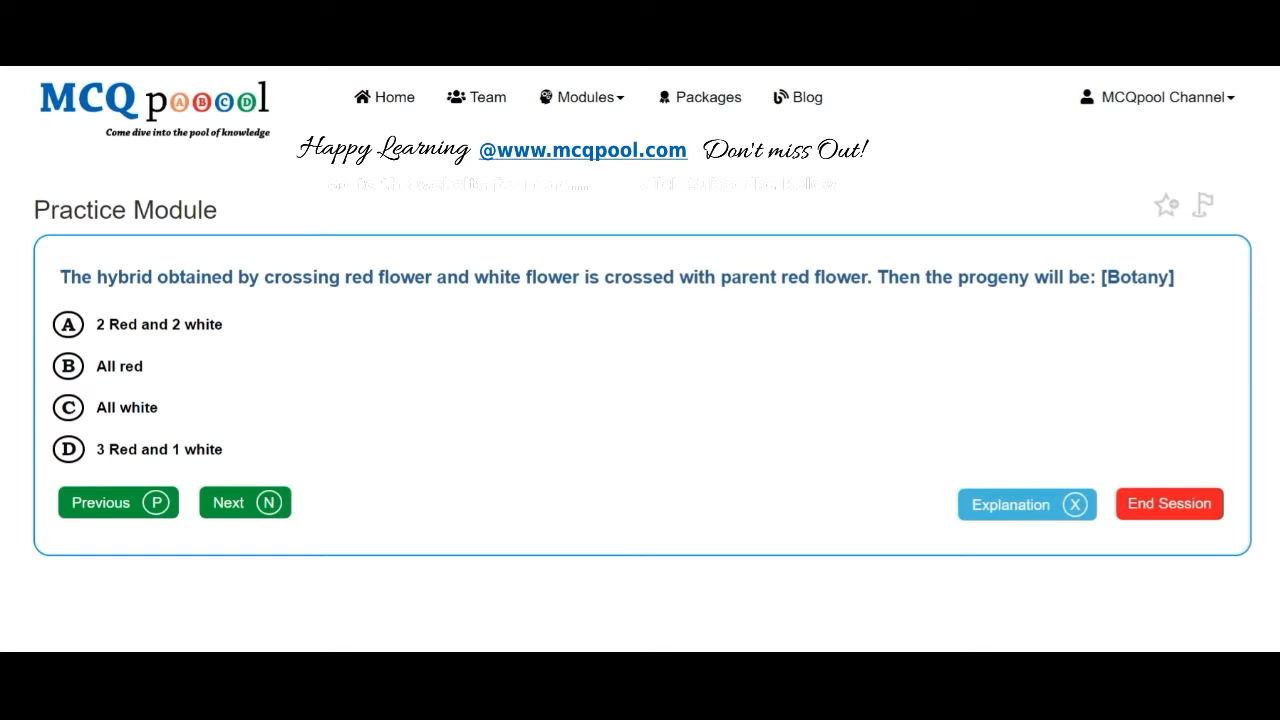 MCQ poool
Come dive into the pool of knowledge
Home Team Modules Packages Blog MCQpool Channel
Happy Learning @www.mcqpool.com Don't miss Out!
Practice Module
The hybrid obtained by crossing red flower and white flower is crossed with parent red flower. Then the progeny will be: [Botany]
A 2 Red and 2 white
B All red
C All white
D 3 Red and 1 white
Previous P Next N Explanation X End Session